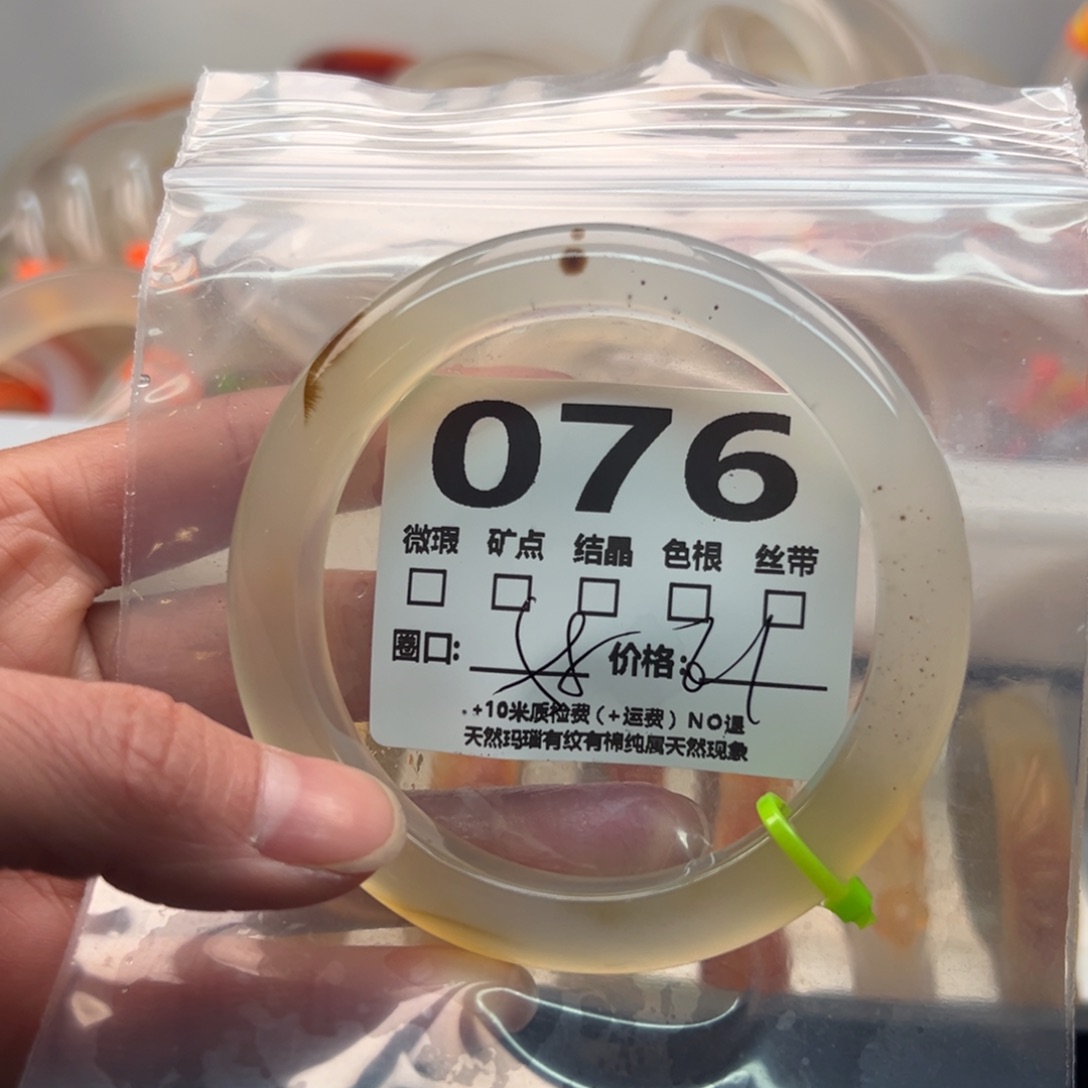 076
微瑕 矿点 结晶 色根 丝带
圈口: 价格:
+10米质检费(+运费) NO退
天然玛瑙有纹有棉纯属天然现象